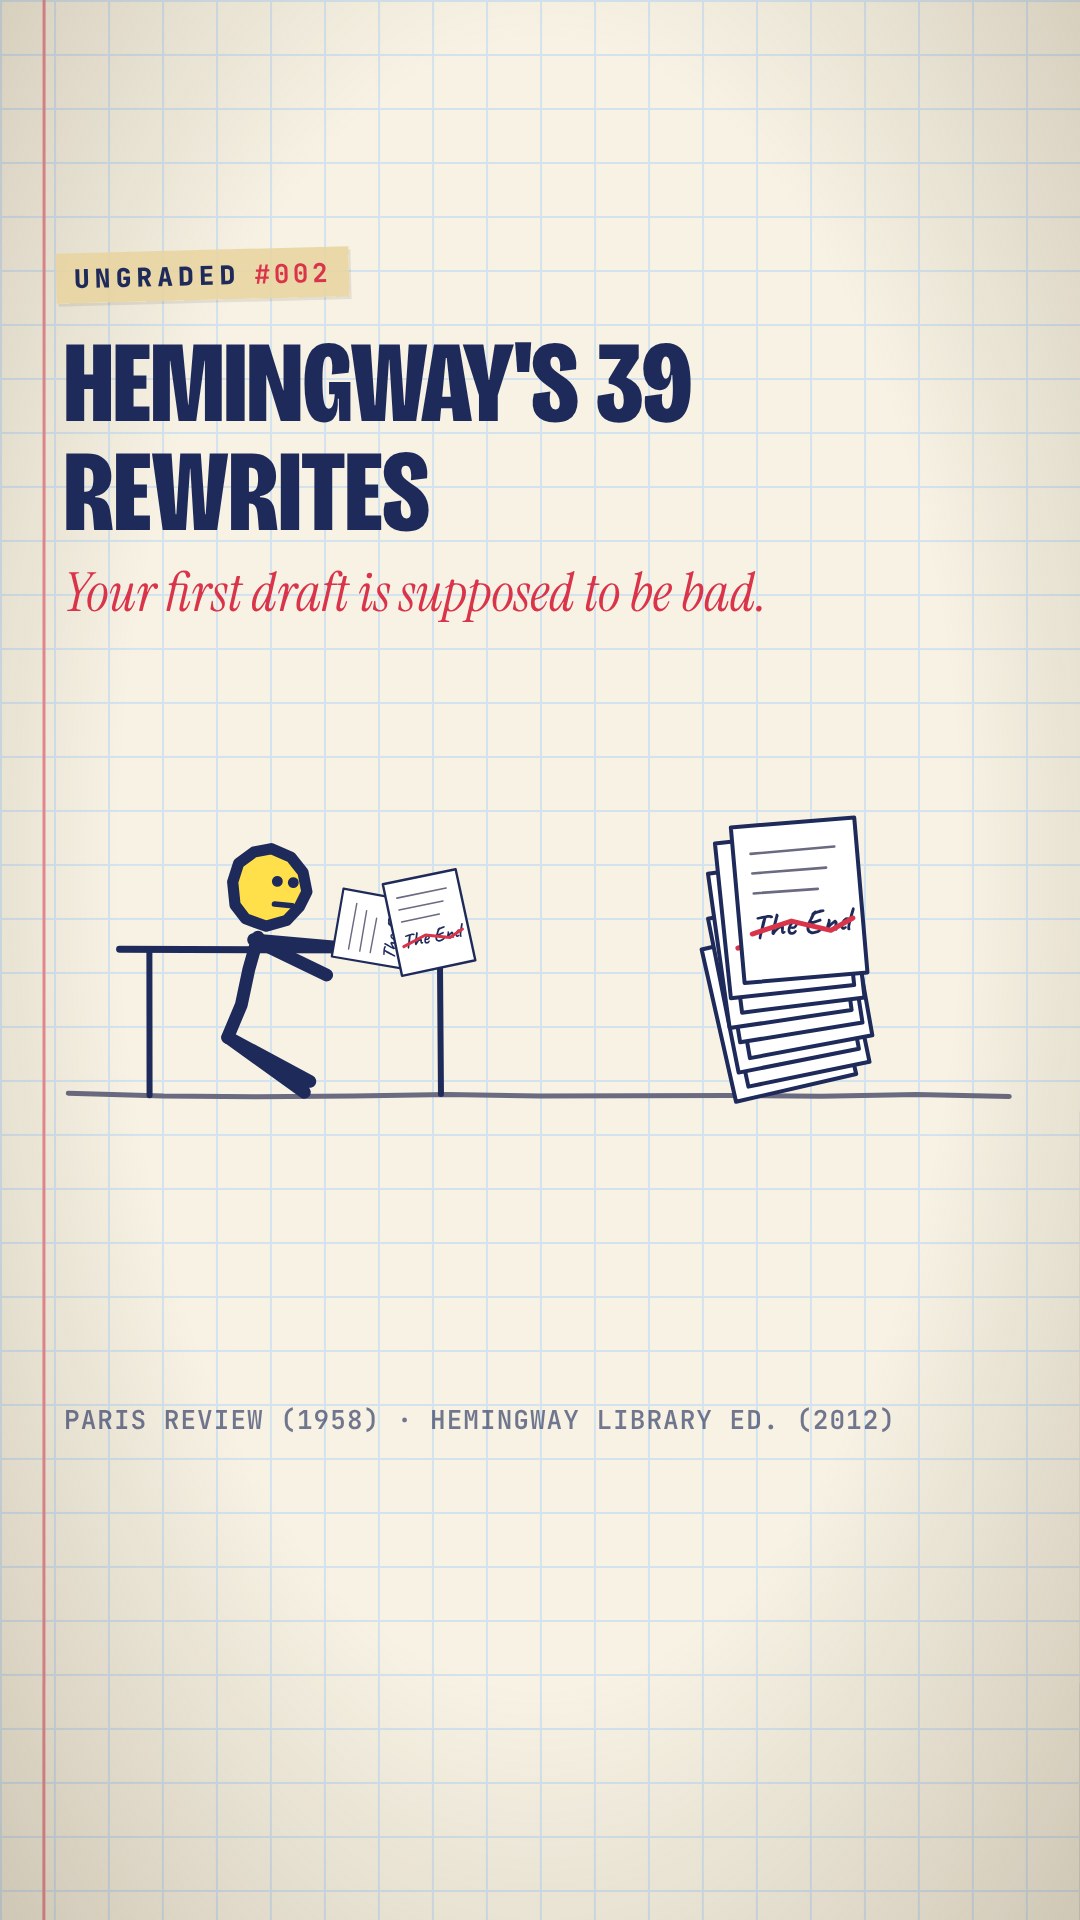 UNGRADED #002
HEMINGWAY'S 39
REWRITES
Your first draft is supposed to be bad.
The
The End
The End
PARIS REVIEW (1958) · HEMINGWAY LIBRARY ED. (2012)